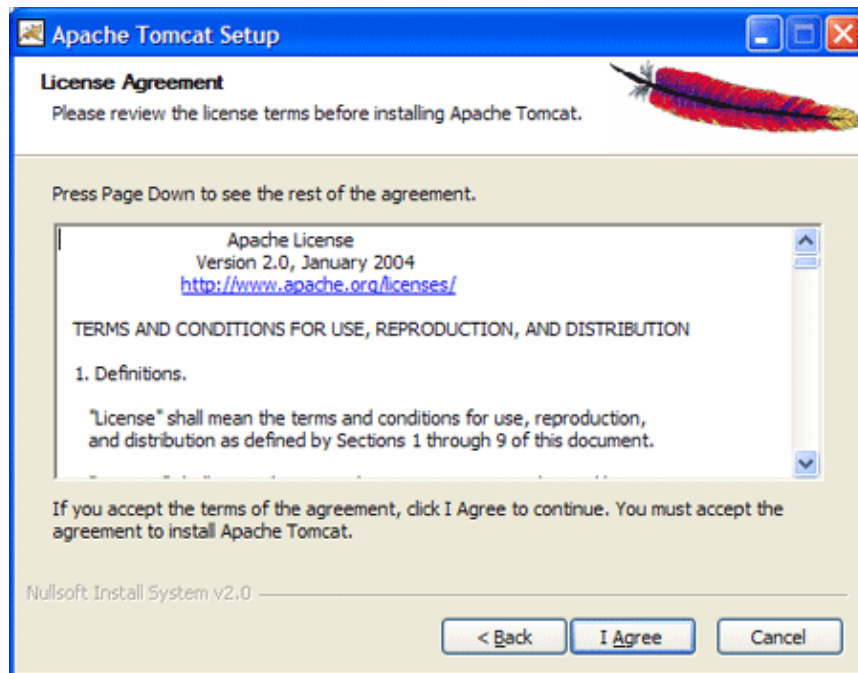 Apache Tomcat Setup
License Agreement
Please review the license terms before installing Apache Tomcat.
Press Page Down to see the rest of the agreement.
Apache License
Version 2.0, January 2004
http://www.apache.org/licenses/
TERMS AND CONDITIONS FOR USE, REPRODUCTION, AND DISTRIBUTION
1. Definitions.
"License" shall mean the terms and conditions for use, reproduction,
and distribution as defined by Sections 1 through 9 of this document.
If you accept the terms of the agreement, click I Agree to continue. You must accept the
agreement to install Apache Tomcat.
Nullsoft Install System v2.0
< Back
I Agree
Cancel